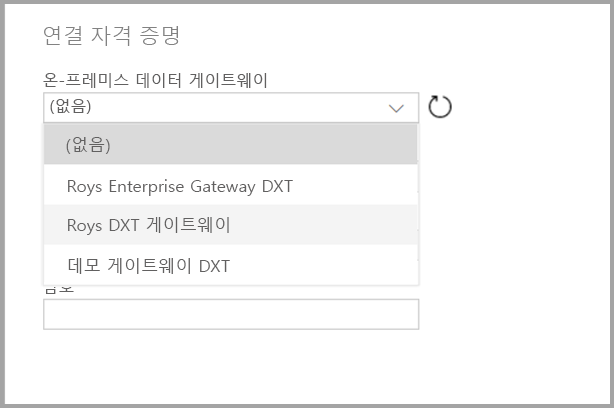 연결 자격 증명
온-프레미스 데이터 게이트웨이
(없음)
(없음)
Roys Enterprise Gateway DXT
Roys DXT 게이트웨이
데모 게이트웨이 DXT
암호